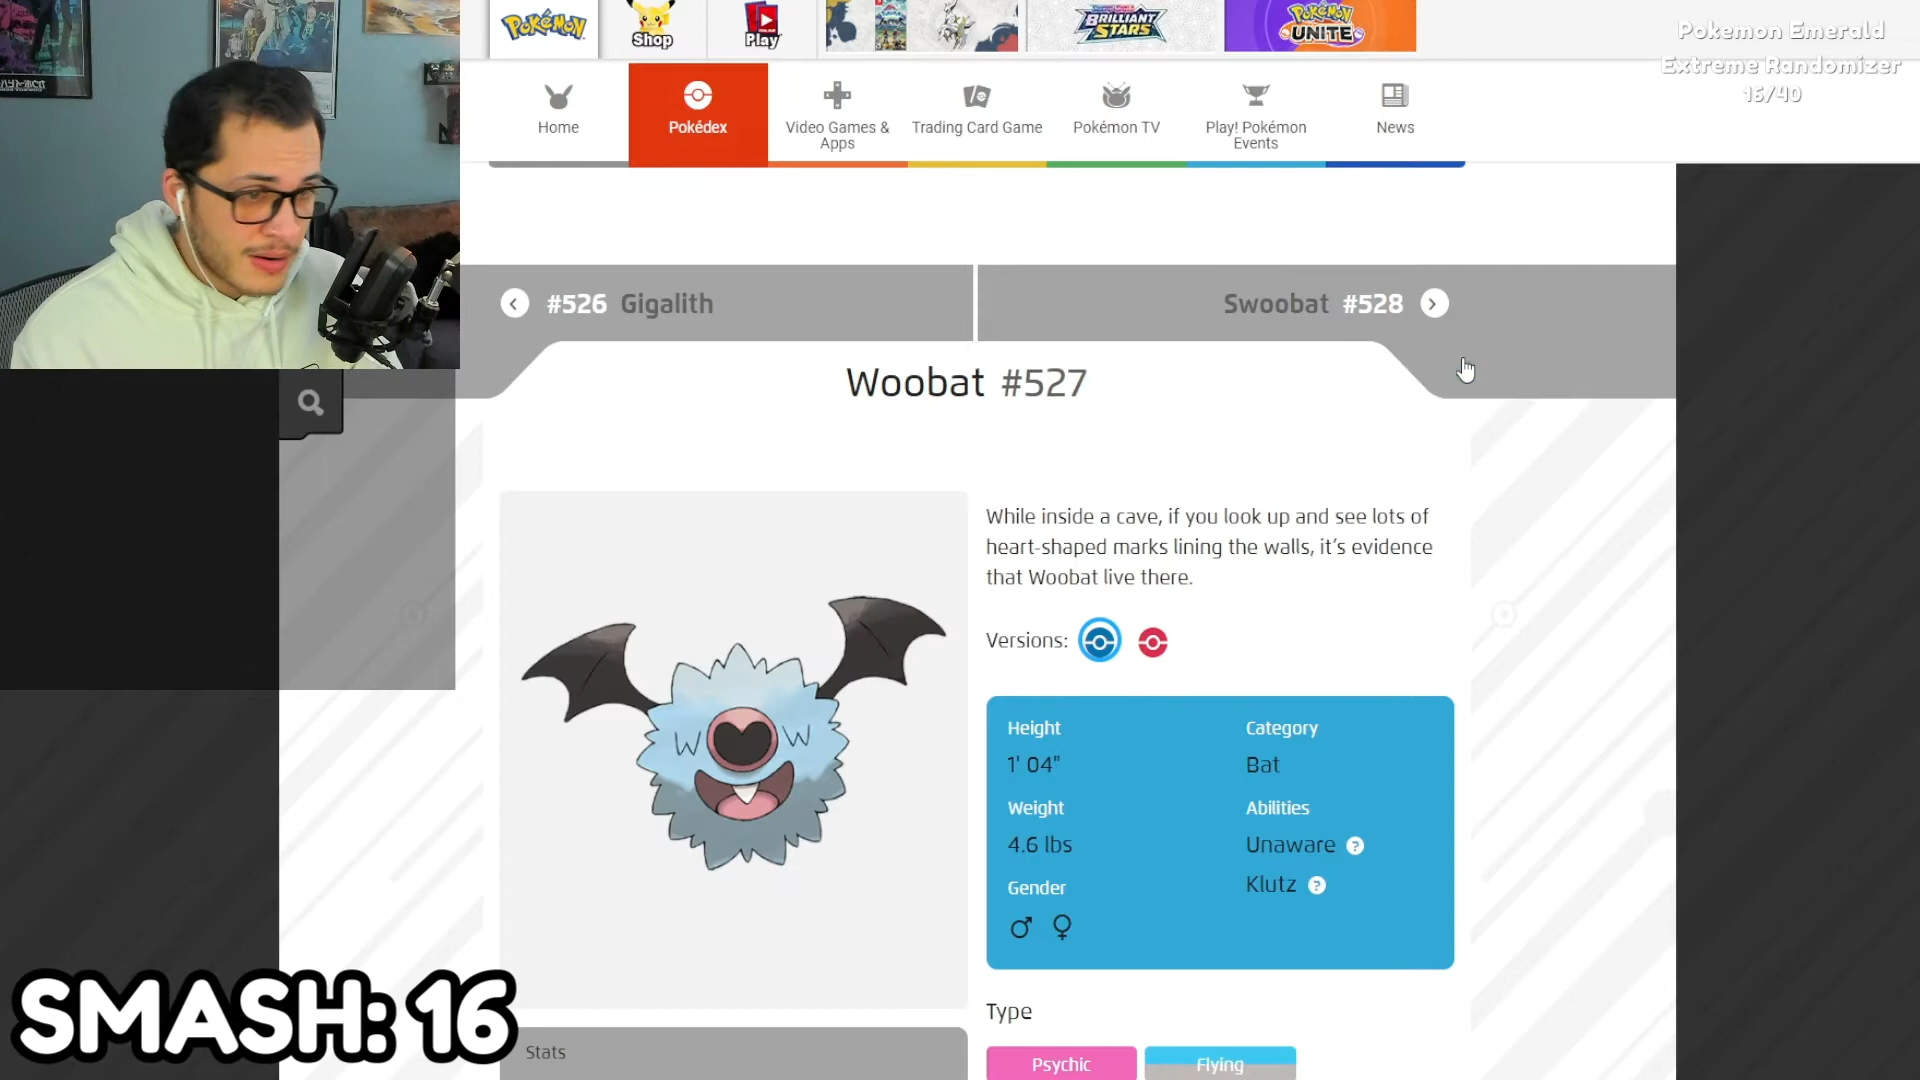 Pokémon
Shop
Play
BRILLIANT
STARS
Pokémon
UNITE
Pokemon Emerald
Extreme Randomizer
16/40
Home
Pokédex
Video Games &
Apps
Trading Card Game
Pokémon TV
Play! Pokémon
Events
News
#526 Gigalith
Swoobat #528
Woobat #527
While inside a cave, if you look up and see lots of
heart-shaped marks lining the walls, it's evidence
that Woobat live there.
Versions:
Height
1' 04"
Weight
4.6 lbs
Gender
Category
Bat
Abilities
Unaware ?
Klutz ?
Type
Psychic
Flying
Stats
SMASH: 16